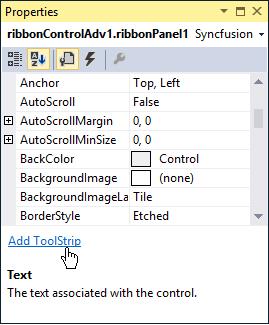 Properties
ribbonControlAdv1.ribbonPanel1 Syncfusion
Anchor Top, Left
AutoScroll False
AutoScrollMargin 0, 0
AutoScrollMinSize 0, 0
BackColor Control
BackgroundImage (none)
BackgroundImageLa Tile
BorderStyle Etched
Add ToolStrip
Text
The text associated with the control.